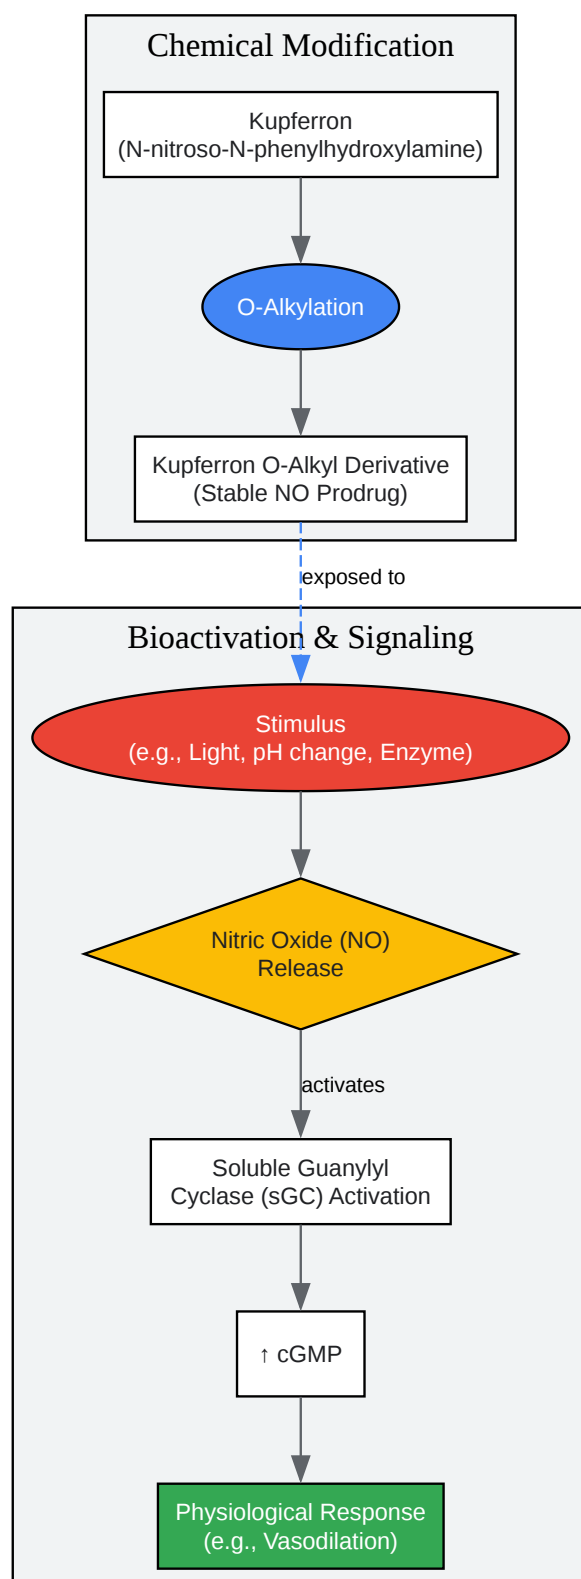 Chemical Modification
Kupferron
(N-nitroso-N-phenylhydroxylamine)
O-Alkylation
Kupferron O-Alkyl Derivative
(Stable NO Prodrug)
exposed to
Bioactivation & Signaling
Stimulus
(e.g., Light, pH change, Enzyme)
Nitric Oxide (NO)
Release
activates
Soluble Guanylyl
Cyclase (sGC) Activation
↑ cGMP
Physiological Response
(e.g., Vasodilation)